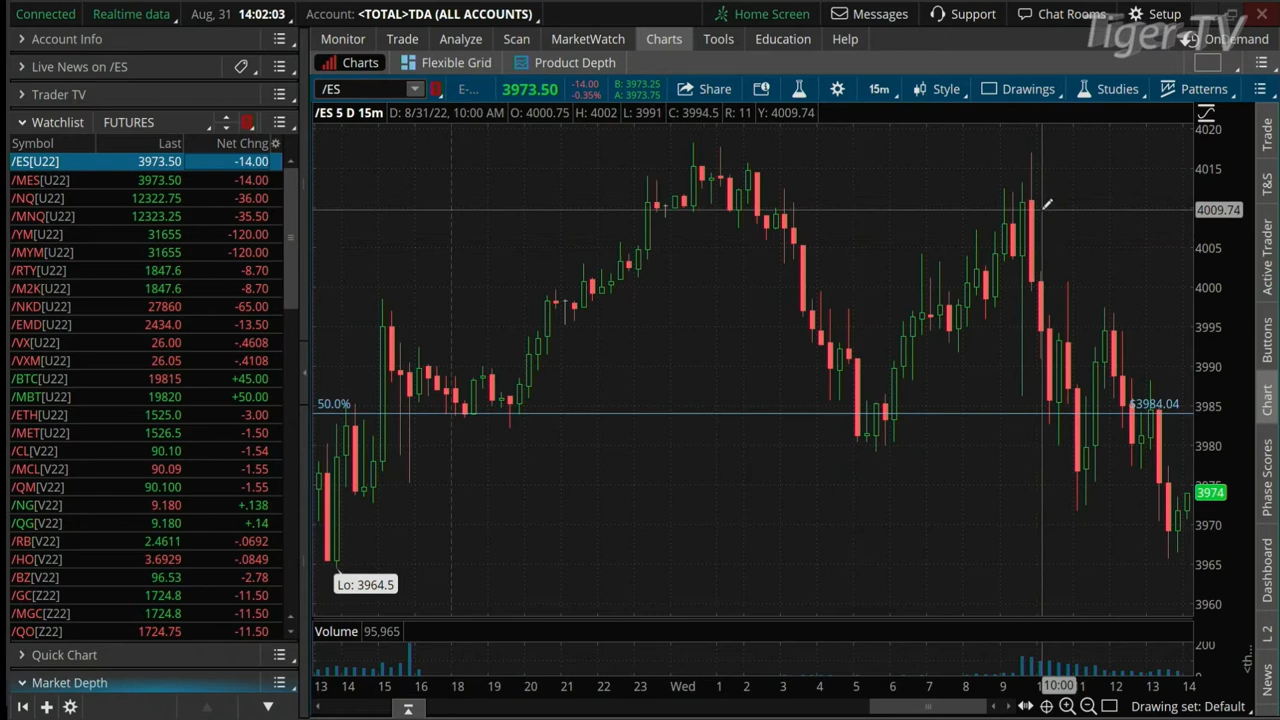 Connected Realtime data Aug, 31 14:02:03 Account: <TOTAL>TDA (ALL ACCOUNTS) Home Screen Messages Support Chat Rooms Setup
Tiger-TV
Account Info
Monitor Trade Analyze Scan MarketWatch Charts Tools Education Help OnDemand
Live News on /ES
Charts Flexible Grid Product Depth
Trader TV
/ES E-... 3973.50 -14.00 -0.35% B: 3973.25 A: 3973.75 Share 15m Style Drawings Studies Patterns
Watchlist FUTURES
/ES 5 D 15m D: 8/31/22, 10:00 AM O: 4000.75 H: 4002 L: 3991 C: 3994.5 R: 11 Y: 4009.74
Symbol Last Net Chng
/ES[U22] 3973.50 -14.00
/MES[U22] 3973.50 -14.00
/NQ[U22] 12322.75 -36.00
/MNQ[U22] 12323.25 -35.50
/YM[U22] 31655 -120.00
/MYM[U22] 31655 -120.00
/RTY[U22] 1847.6 -8.70
/M2K[U22] 1847.6 -8.70
/NKD[U22] 27860 -65.00
/EMD[U22] 2434.0 -13.50
/VX[U22] 26.00 -.4608
/VXM[U22] 26.05 -.4108
/BTC[U22] 19815 +45.00
/MBT[U22] 19820 +50.00
/ETH[U22] 1525.0 -3.00
/MET[U22] 1526.5 -1.50
/CL[V22] 90.10 -1.54
/MCL[V22] 90.09 -1.55
/QM[V22] 90.100 -1.55
/NG[V22] 9.180 +.138
/QG[V22] 9.180 +.14
/RB[V22] 2.4611 -.0692
/HO[V22] 3.6929 -.0849
/BZ[V22] 96.53 -2.78
/GC[Z22] 1724.8 -11.50
/MGC[Z22] 1724.8 -11.50
/QO[Z22] 1724.75 -11.50
Quick Chart
Market Depth
4020
4015
4009.74
4005
4000
3995
3990
3985
3980
3974
3970
3965
3960
50.0%
$3984.04
Lo: 3964.5
Volume 95,965
200
<th...
13 14 15 16 18 19 20 21 22 23 Wed 1 2 3 4 5 6 7 8 9 10:00 11 12 13 14
Drawing set: Default
Trade
T&S
Active Trader
Buttons
Chart
Phase Scores
Dashboard
L 2
News